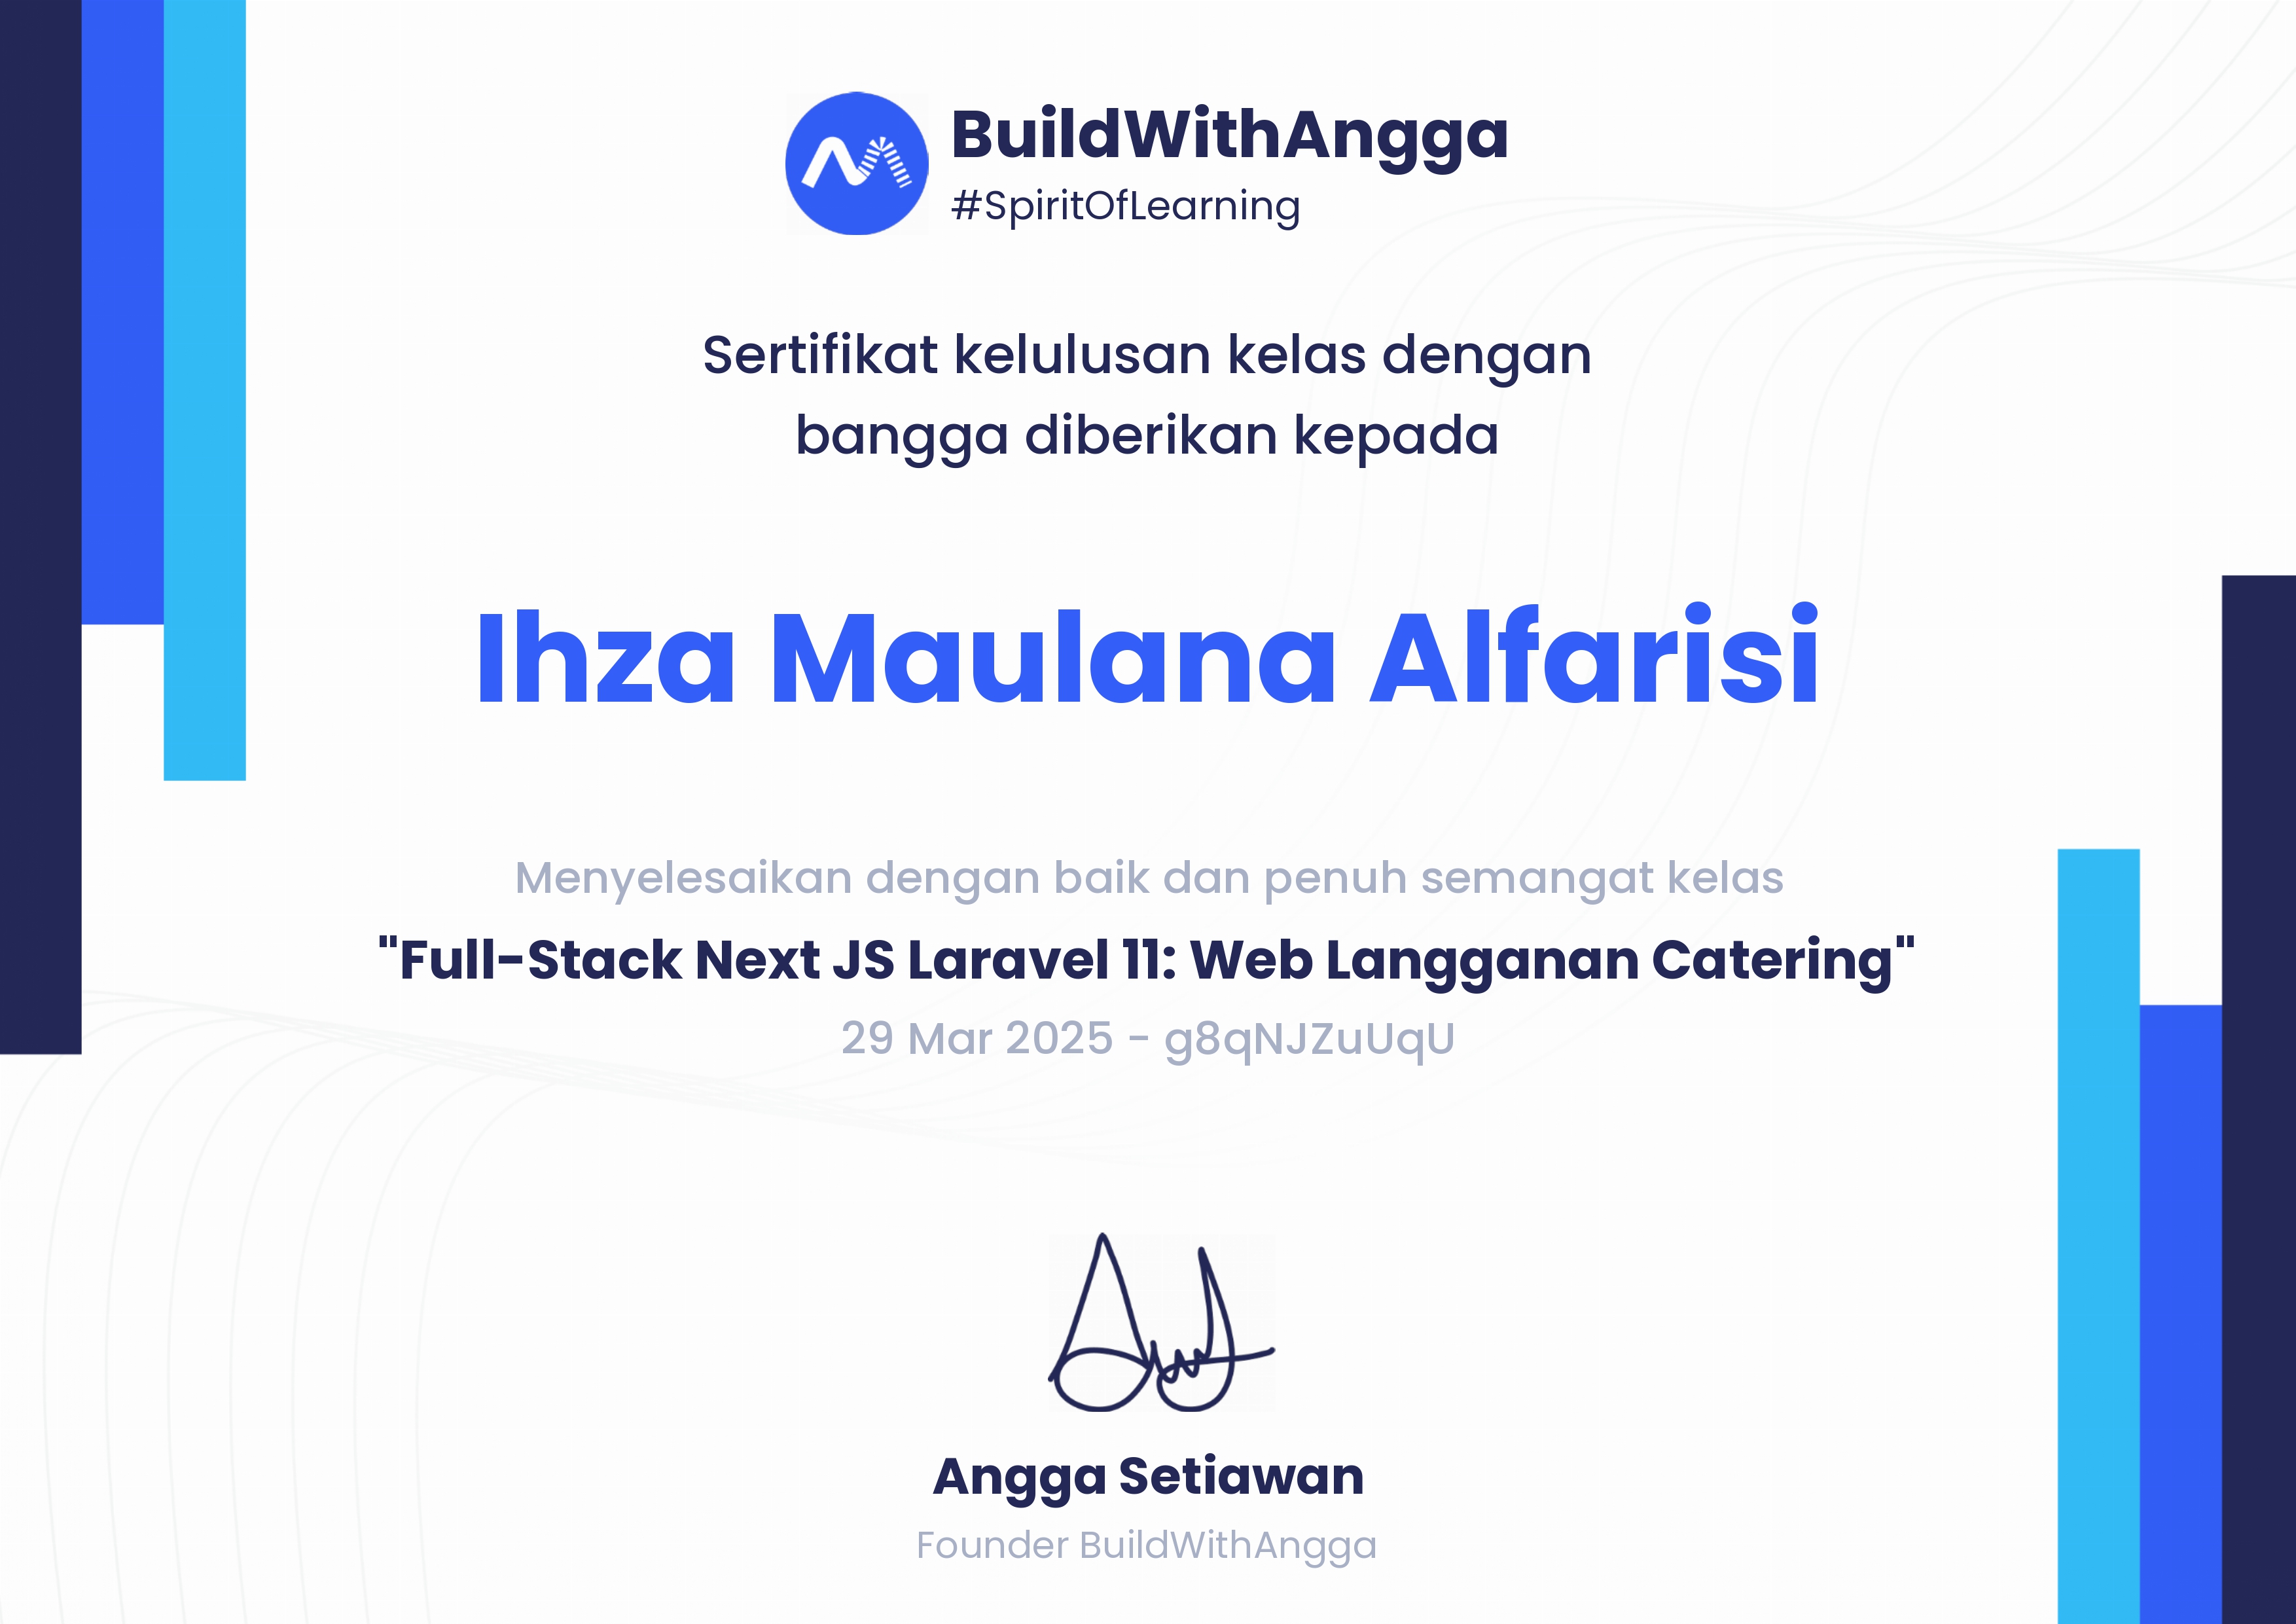 BuildWithAngga
#SpiritOfLearning
Sertifikat kelulusan kelas dengan
bangga diberikan kepada
Ihza Maulana Alfarisi
Menyelesaikan dengan baik dan penuh semangat kelas
"Full-Stack Next JS Laravel 11: Web Langganan Catering"
29 Mar 2025 - g8qNJZuUqU
Angga Setiawan
Founder BuildWithAngga